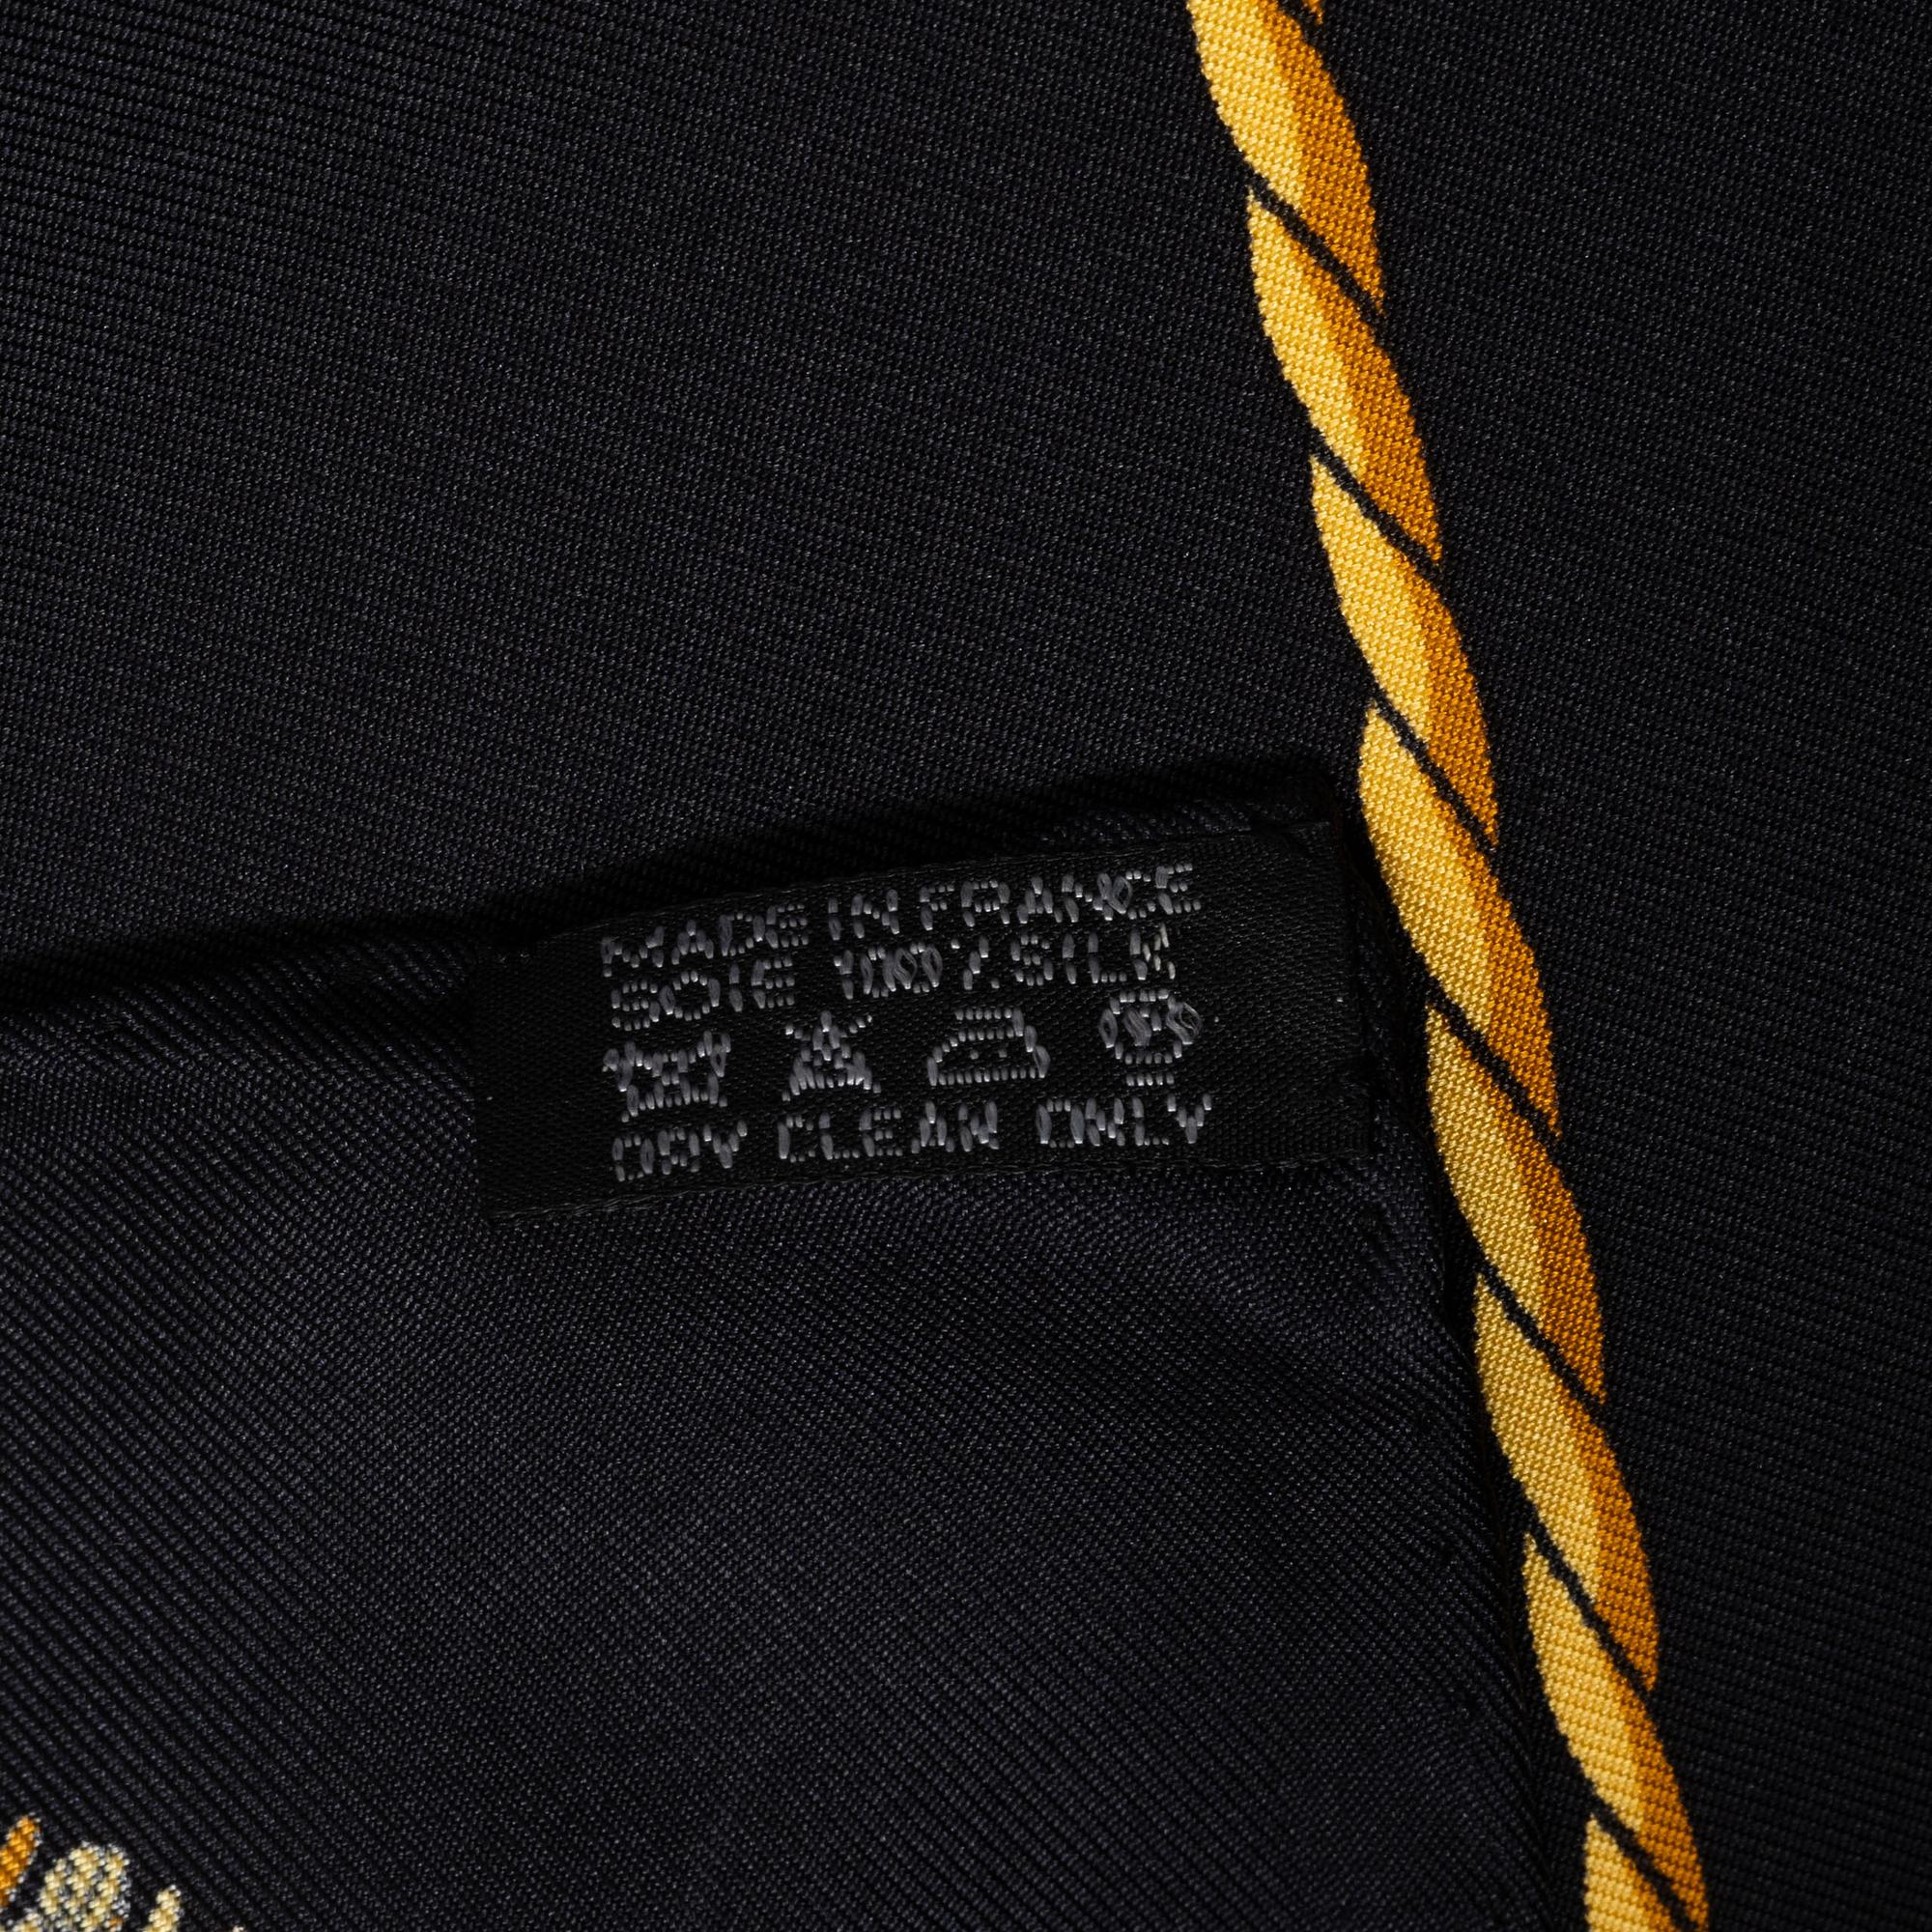 MADE IN FRANCE
SOIE 100% SILK
DRY CLEAN ONLY